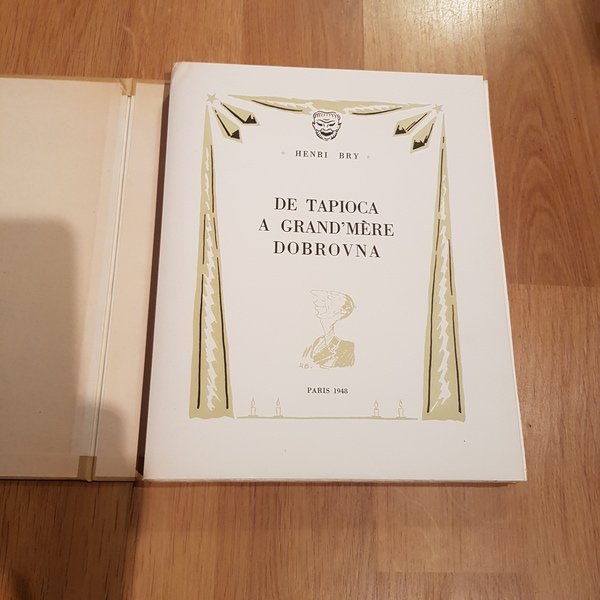 HENRI BRY
DE TAPIOCA
A GRAND'MÈRE
DOBROVNA
PARIS 1948